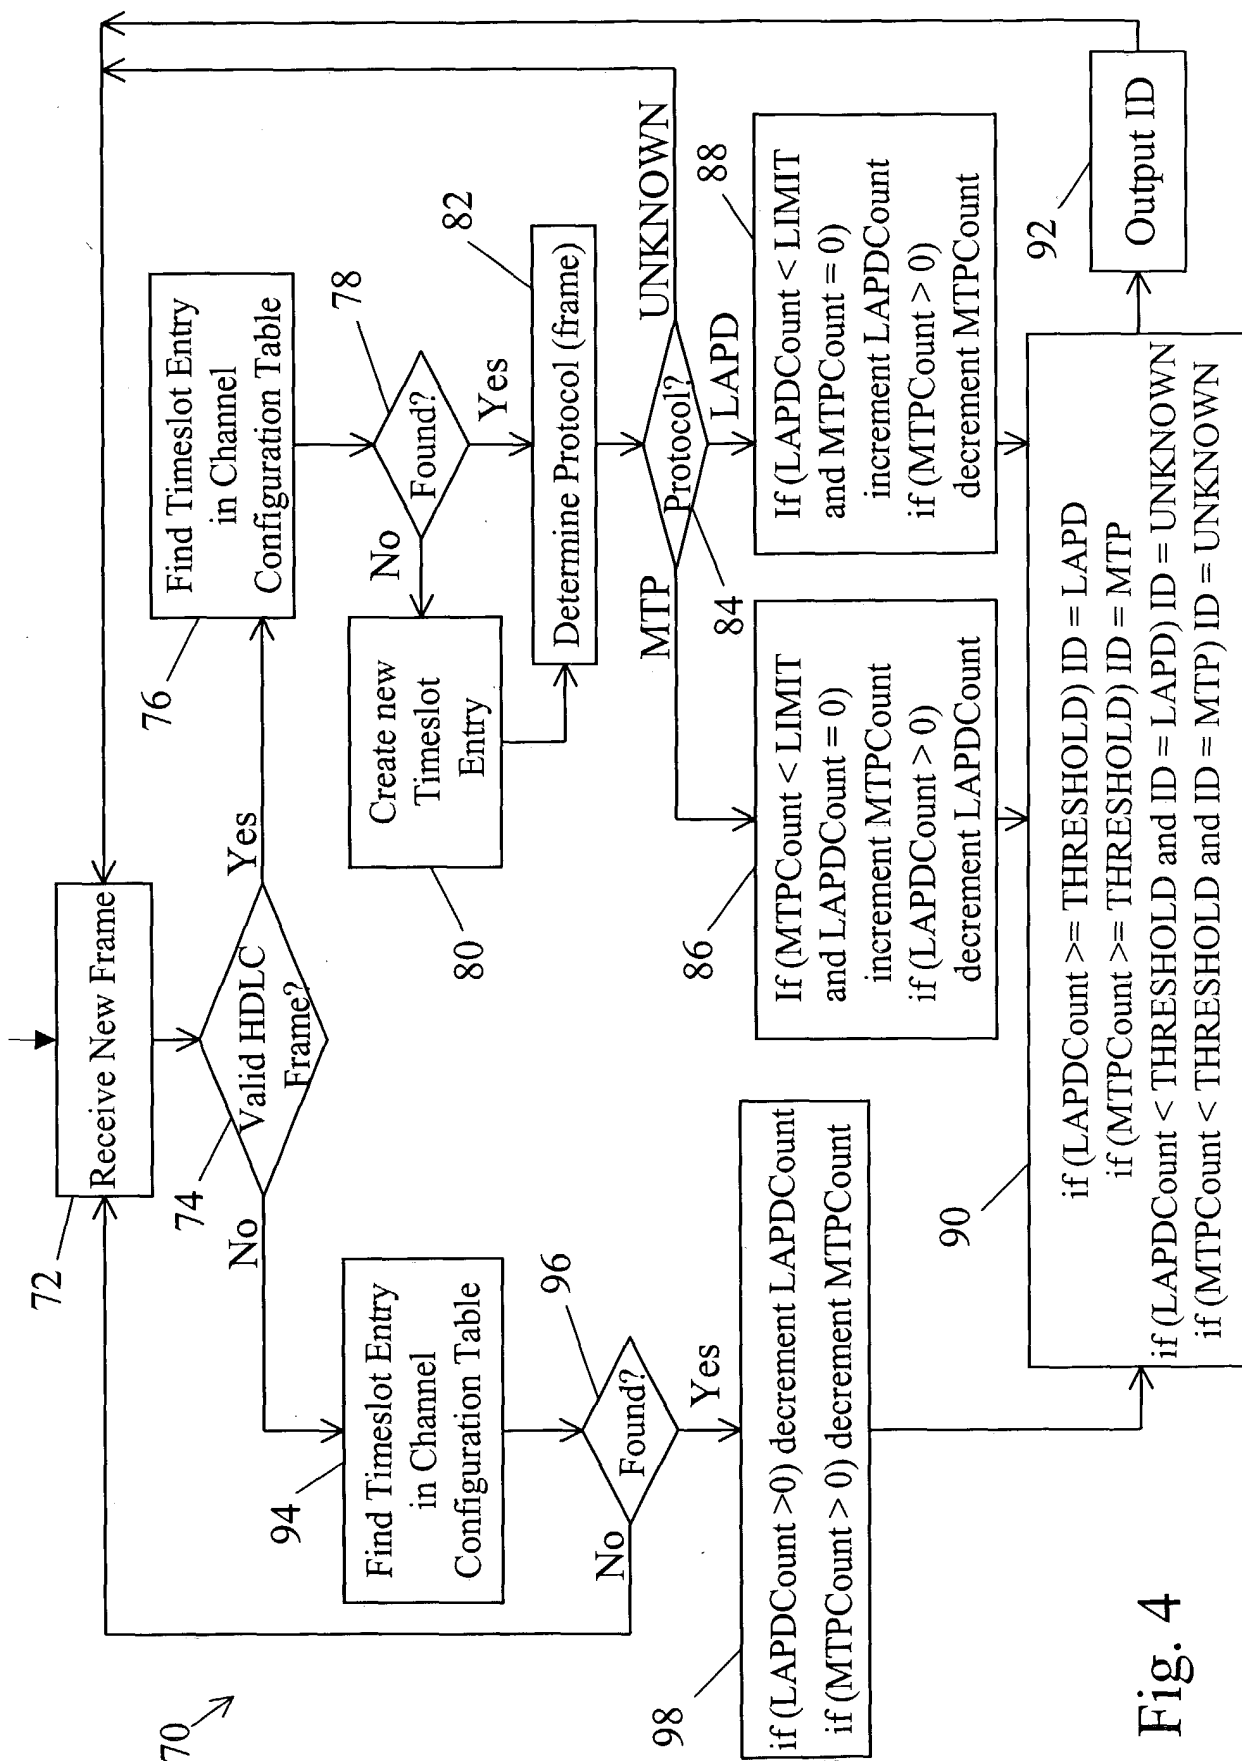 70
72
Receive New Frame
74
Valid HDLC
Frame?
No
Yes
76
Find Timeslot Entry
in Channel
Configuration Table
78
Found?
No
Yes
80
Create new
Timeslot
Entry
82
Determine Protocol (frame)
84
Protocol?
MTP
LAPD
UNKNOWN
86
If (MTPCount < LIMIT
and LAPDCount = 0)
increment MTPCount
if (LAPDCount > 0)
decrement LAPDCount
88
If (LAPDCount < LIMIT
and MTPCount = 0)
increment LAPDCount
if (MTPCount > 0)
decrement MTPCount
94
Find Timeslot Entry
in Channel
Configuration Table
96
Found?
No
Yes
98
if (LAPDCount >0) decrement LAPDCount
if (MTPCount > 0) decrement MTPCount
90
if (LAPDCount >= THRESHOLD) ID = LAPD
if (MTPCount >= THRESHOLD) ID = MTP
if (LAPDCount < THRESHOLD and ID = LAPD) ID = UNKNOWN
if (MTPCount < THRESHOLD and ID = MTP) ID = UNKNOWN
92
Output ID
Fig. 4